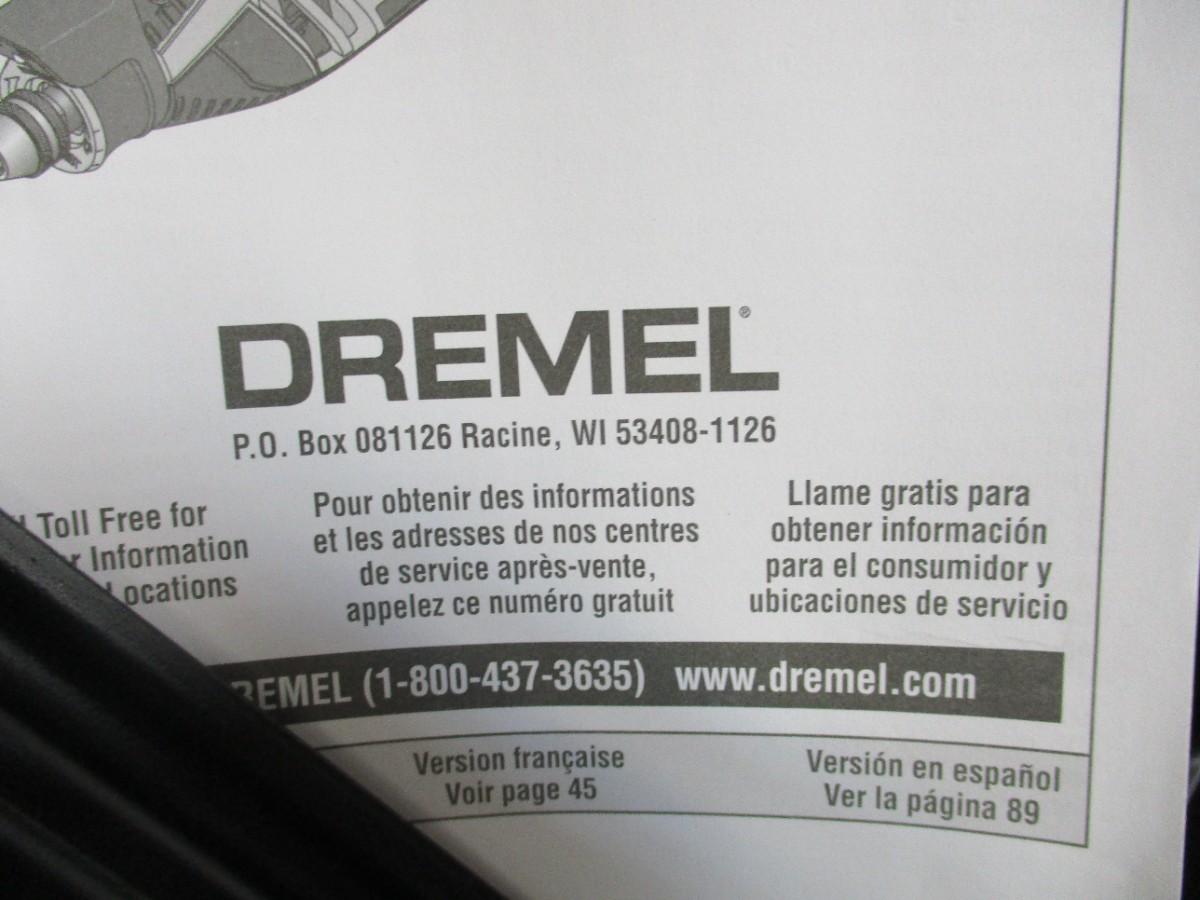 DREMEL®
P.O. Box 081126 Racine, WI 53408-1126
Toll Free for
Information
Locations
Pour obtenir des informations
et les adresses de nos centres
de service après-vente,
appelez ce numéro gratuit
Llame gratis para
obtener información
para el consumidor y
ubicaciones de servicio
REMEL (1-800-437-3635) www.dremel.com
Version française
Voir page 45
Versión en español
Ver la página 89